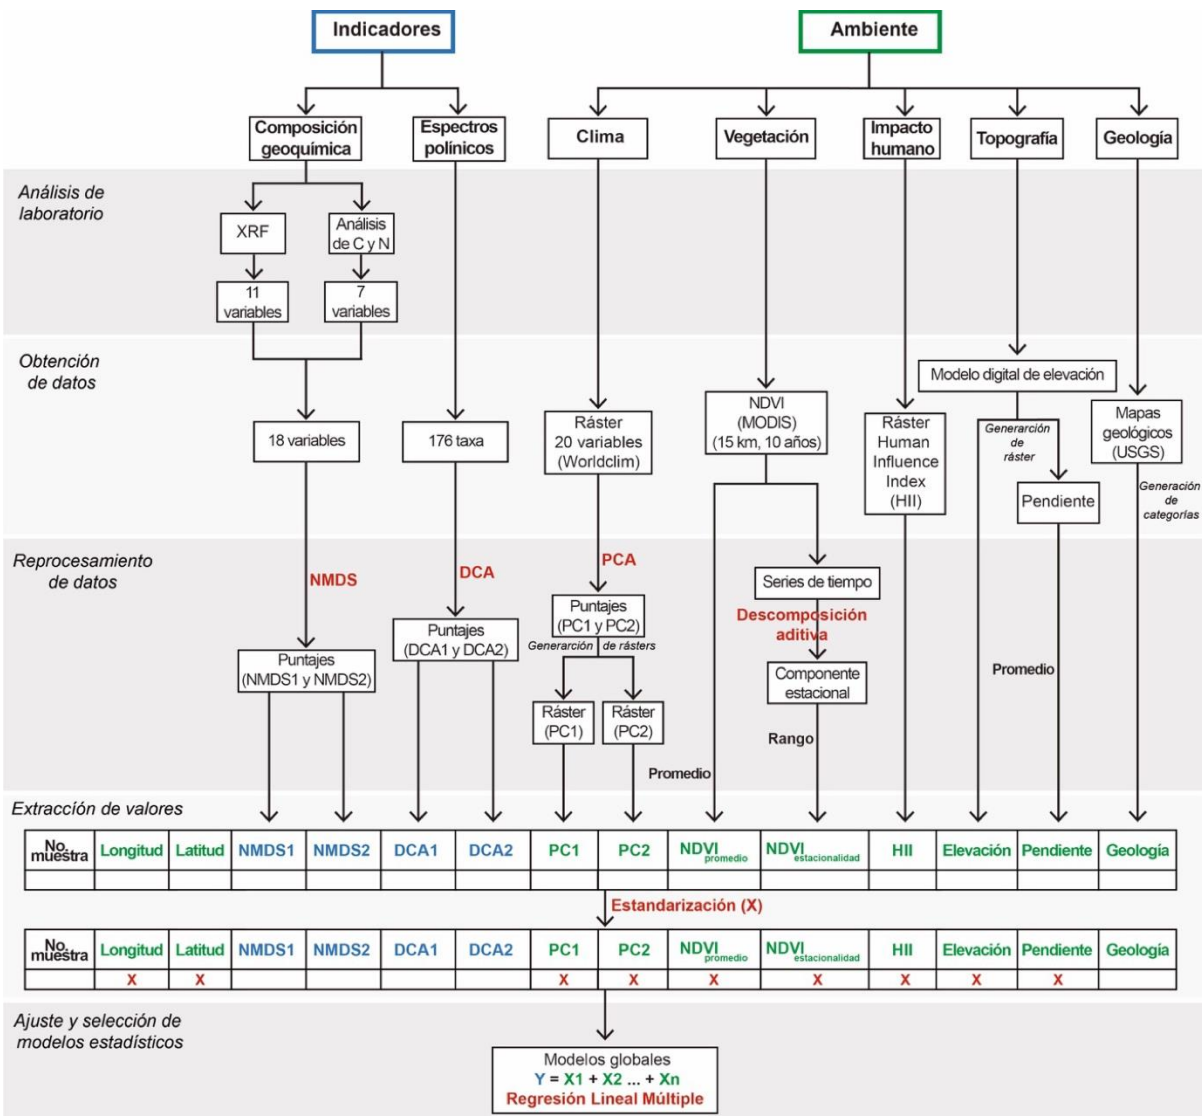 Indicadores
Ambiente
Composición
geoquímica
Espectros
polínicos
Clima
Vegetación
Impacto
humano
Topografía
Geología
Análisis de
laboratorio
XRF
Análisis
de C y N
11
variables
7
variables
Obtención
de datos
18 variables
176 taxa
Ráster
20 variables
(Worldclim)
NDVI
(MODIS)
(15 km, 10 años)
Ráster
Human
Influence
Index
(HII)
Modelo digital de elevación
Generarción
de
ráster
Pendiente
Mapas
geológicos
(USGS)
Generación
de
categorías
Reprocesamiento
de datos
NMDS
DCA
PCA
Puntajes
(NMDS1 y NMDS2)
Puntajes
(DCA1 y DCA2)
Puntajes
(PC1 y PC2)
Generarción de rásters
Ráster
(PC1)
Ráster
(PC2)
Series de tiempo
Descomposición
aditiva
Componente
estacional
Promedio
Rango
Promedio
Extraccíón de valores
No. muestra Longitud Latitud NMDS1 NMDS2 DCA1 DCA2 PC1 PC2 NDVI promedio NDVI estacionalidad HII Elevación Pendiente Geología
Estandarización (X)
No. muestra Longitud Latitud NMDS1 NMDS2 DCA1 DCA2 PC1 PC2 NDVI promedio NDVI estacionalidad HII Elevación Pendiente Geología
X X X X X X X X X
Ajuste y selección de
modelos estadísticos
Modelos globales
Y = X1 + X2 ... + Xn
Regresión Lineal Múltiple